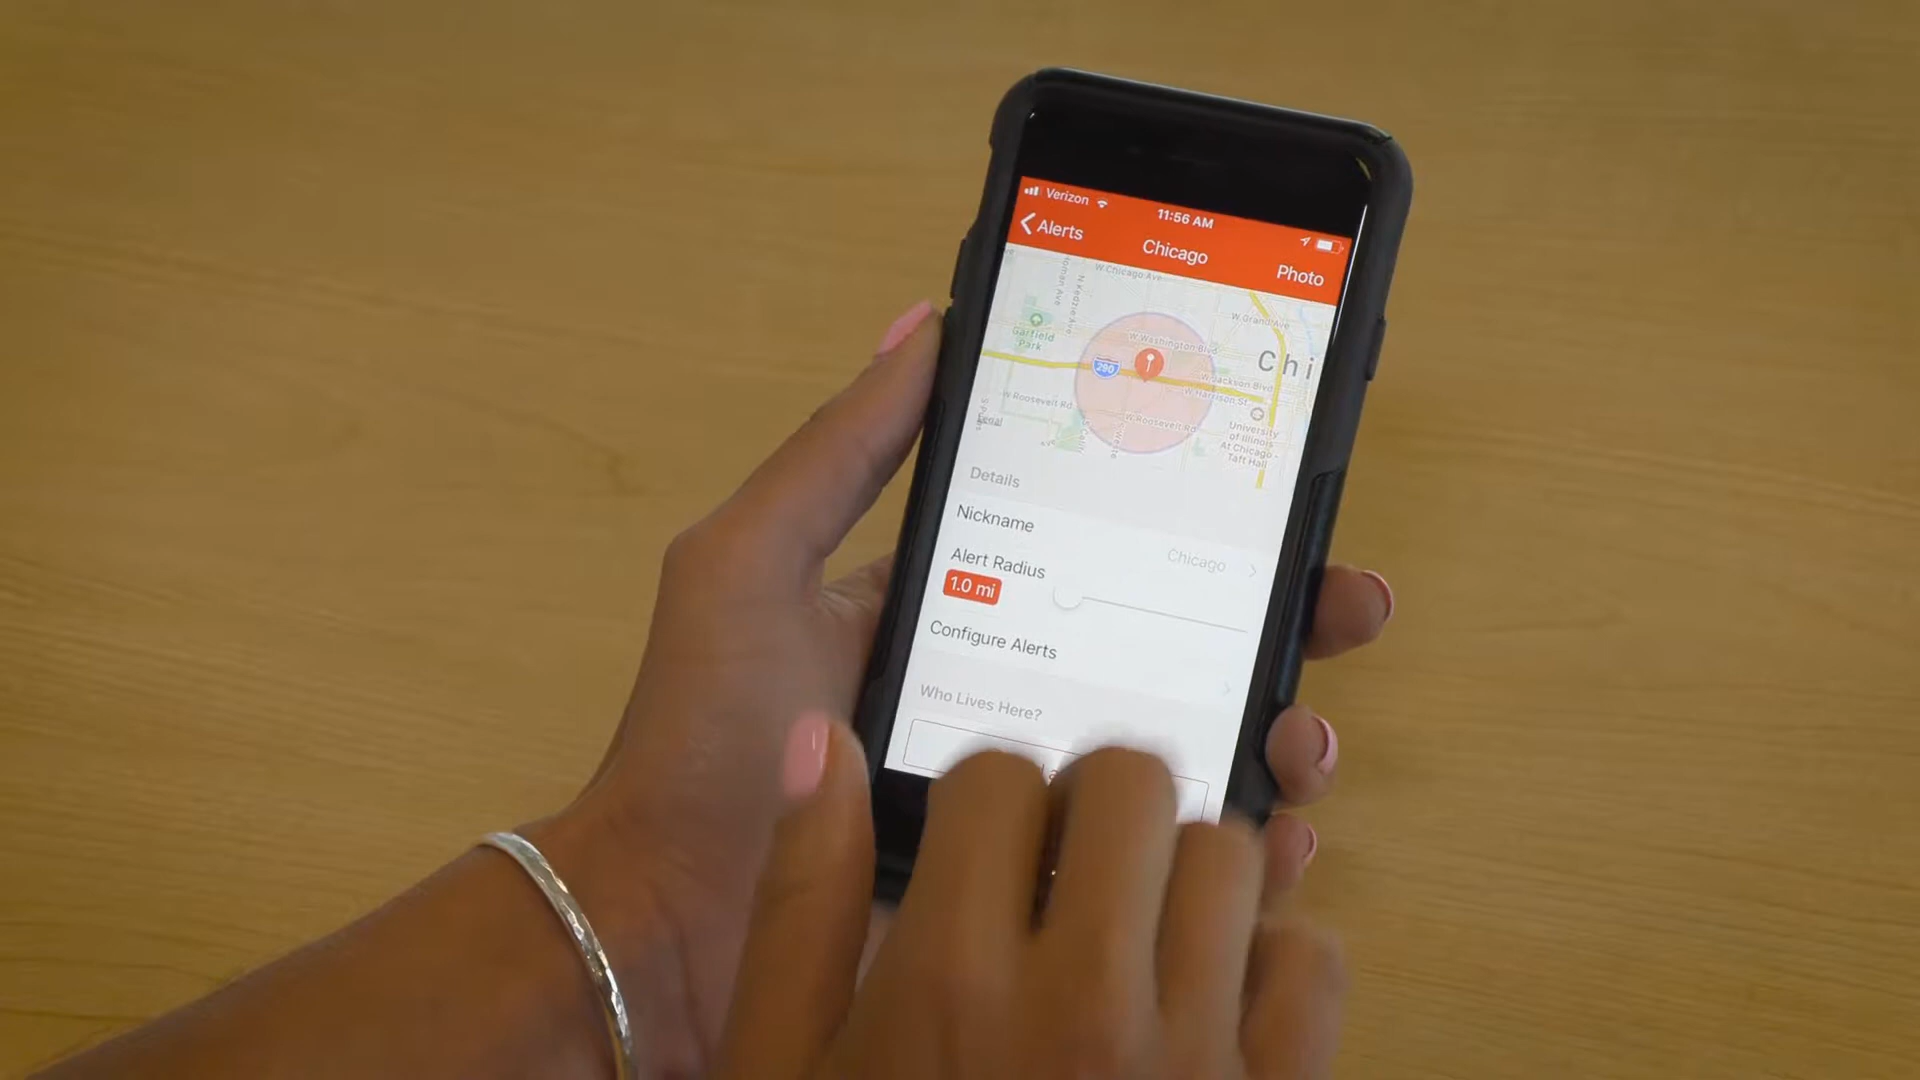 Verizon
11:56 AM
Alerts
Chicago
Photo
W Chicago Ave
N Kedzie Ave
W Grand Ave
Garfield
Park
W Washington Blvd
Chi
290
W Jackson Blvd
W Harrison St
W Roosevelt Rd
W Roosevelt Rd
University
of Illinois
At Chicago -
Taft Hall
Details
Nickname
Chicago
Alert Radius
1.0 mi
Configure Alerts
Who Lives Here?